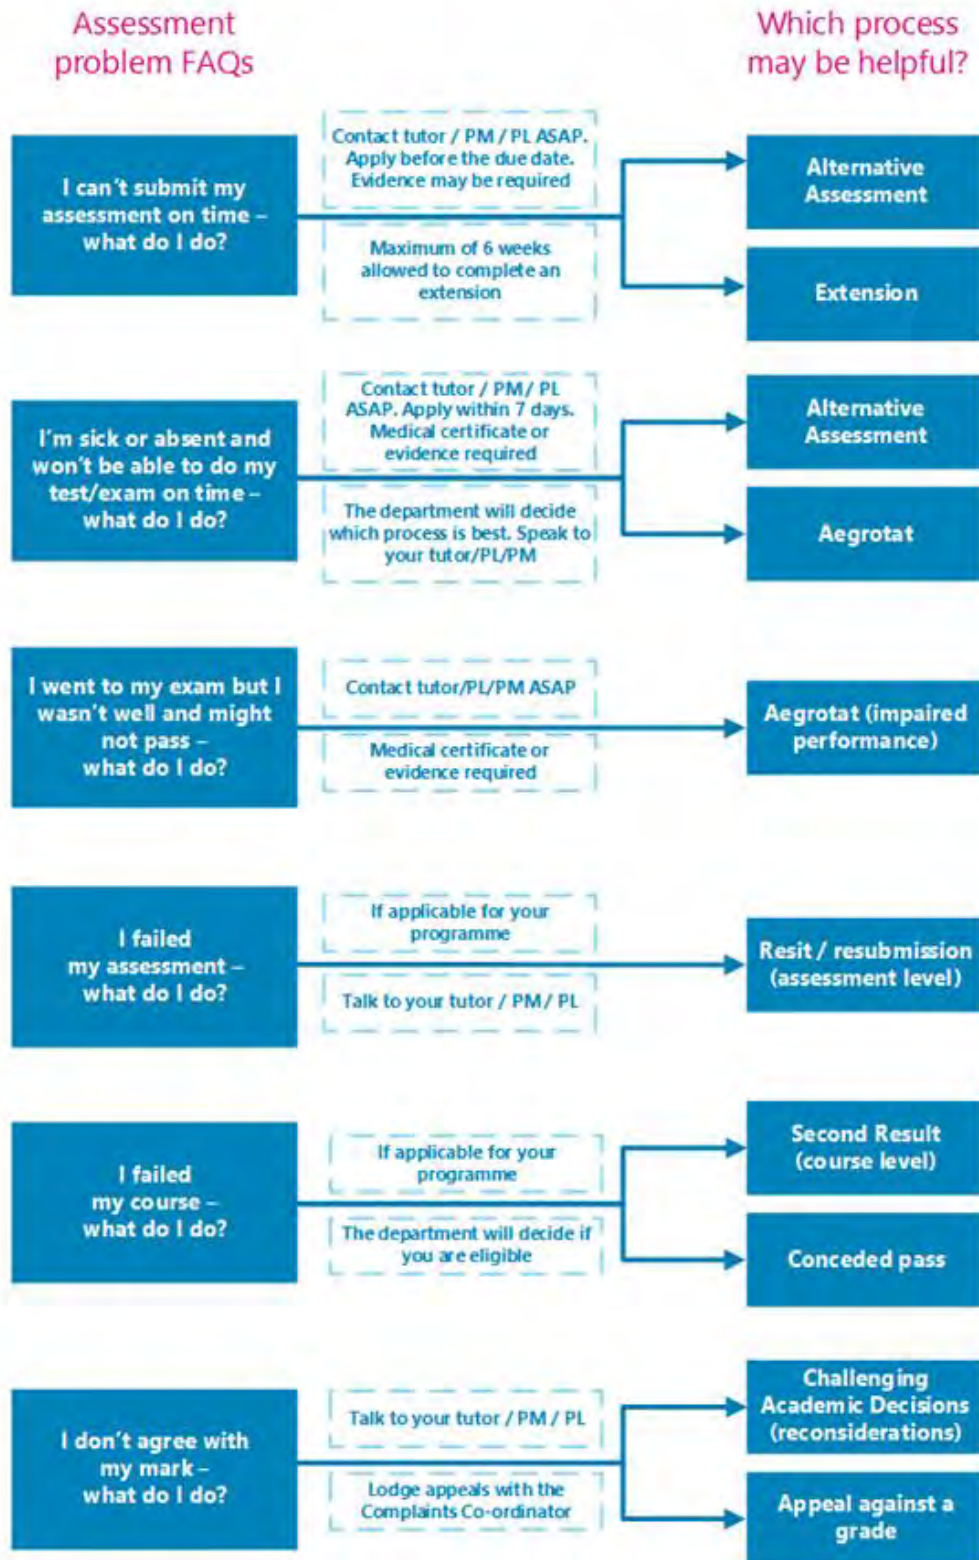 Assessment
problem FAQs
Which process
may be helpful?
I can't submit my
assessment on time –
what do I do?
Contact tutor / PM / PL ASAP.
Apply before the due date.
Evidence may be required
Maximum of 6 weeks
allowed to complete an
extension
Alternative
Assessment
Extension
I'm sick or absent and
won't be able to do my
test/exam on time –
what do I do?
Contact tutor / PM / PL
ASAP. Apply within 7 days.
Medical certificate or
evidence required
The department will decide
which process is best. Speak to
your tutor/PL/PM
Alternative
Assessment
Aegrotat
I went to my exam but I
wasn't well and might
not pass –
what do I do?
Contact tutor/PL/PM ASAP
Medical certificate or
evidence required
Aegrotat (impaired
performance)
I failed
my assessment –
what do I do?
If applicable for your
programme
Talk to your tutor / PM / PL
Resit / resubmission
(assessment level)
I failed
my course –
what do I do?
If applicable for your
programme
The department will decide if
you are eligible
Second Result
(course level)
Conceded pass
I don't agree with
my mark –
what do I do?
Talk to your tutor / PM / PL
Lodge appeals with the
Complaints Co-ordinator
Challenging
Academic Decisions
(reconsiderations)
Appeal against a
grade